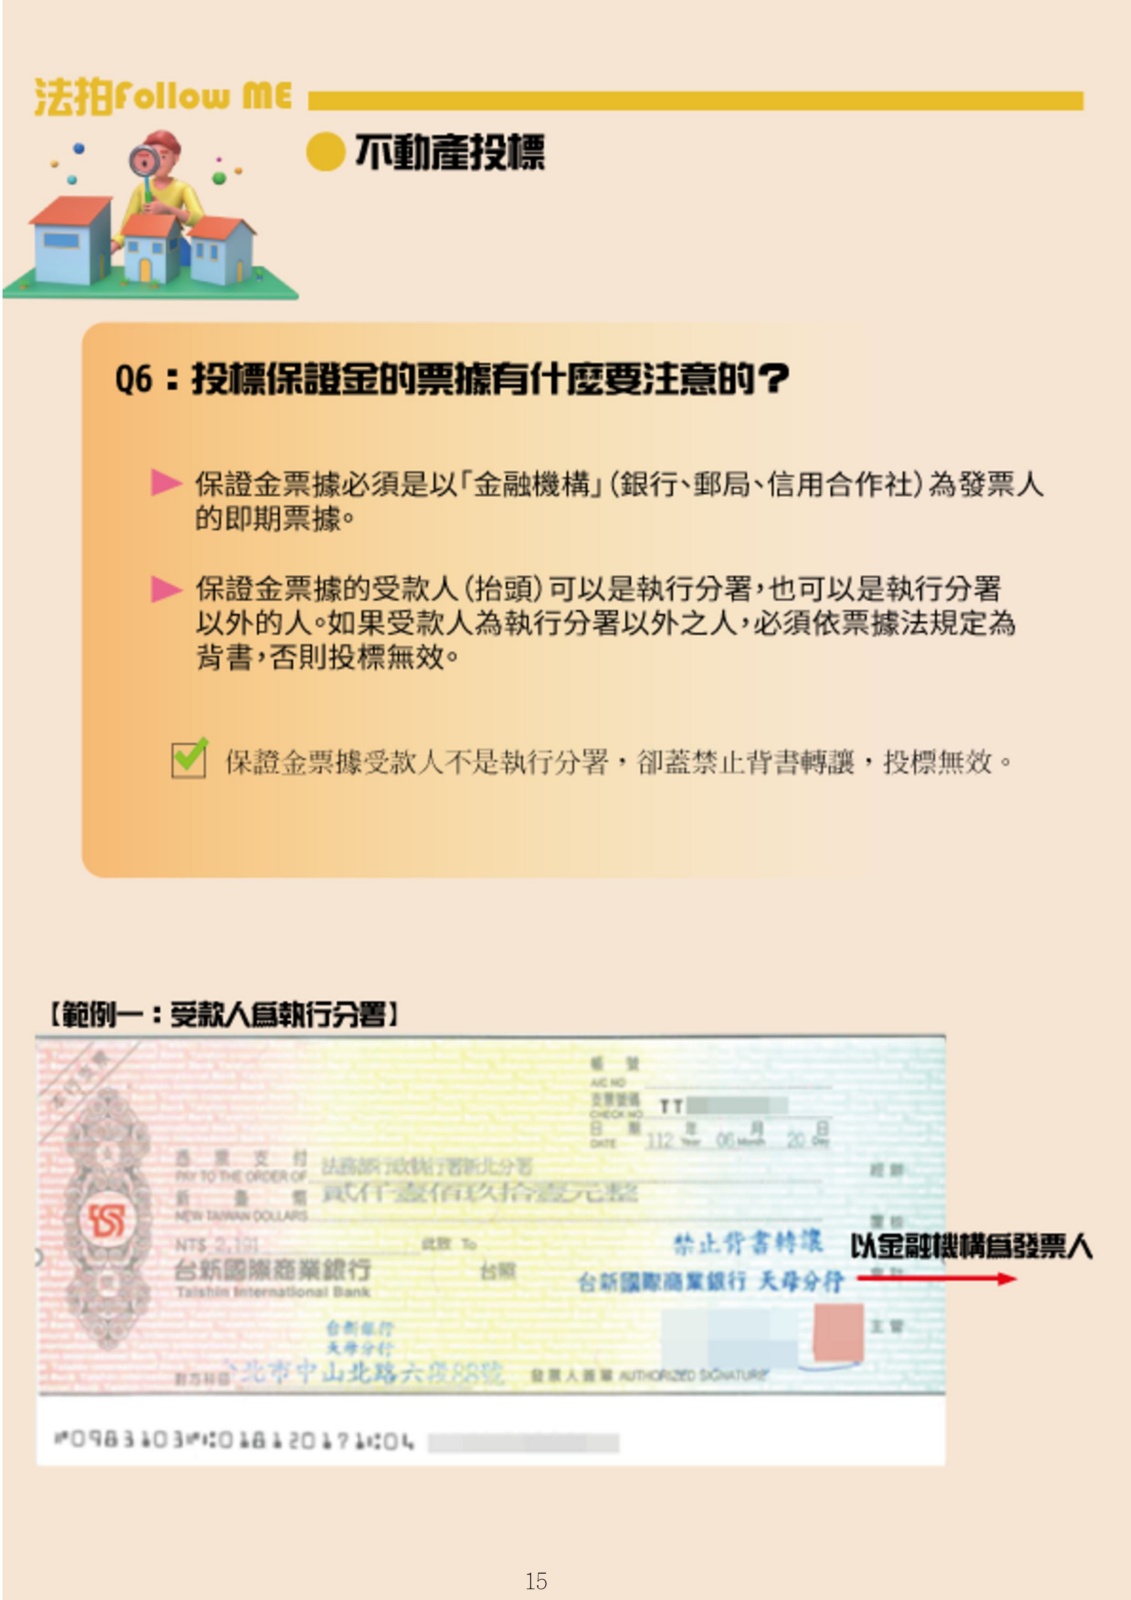 法拍Follow ME
不動產投標
Q6：投標保證金的票據有什麼要注意的？
保證金票據必須是以「金融機構」（銀行、郵局、信用合作社）為發票人
的即期票據。
保證金票據的受款人（抬頭）可以是執行分署，也可以是執行分署
以外的人。如果受款人為執行分署以外之人，必須依票據法規定為
背書，否則投標無效。
保證金票據受款人不是執行分署，卻蓋禁止背書轉讓，投標無效。
【範例一：受款人為執行分署】
本行支票
帳 號
A/C NO
支票號碼
CHECK NO. TT
日 期
DATE 112 年 Year 06 月 Month 20 日 Day
憑票支付 法務部行政執行署新北分署
PAY TO THE ORDER OF
新臺幣 貳仟壹佰玖拾壹元整
NEW TAIWAN DOLLARS
經辦
NT$ 2,191 此致 To
禁止背書轉讓
以金融機構為發票人
台新國際商業銀行 台照
Taishin International Bank
台新國際商業銀行 天母分行
台新銀行
天母分行
主管
北市中山北路六段88號
發票人簽章 AUTHORIZED SIGNATURE
⑈0983103⑈⑆018120171⑆04
15